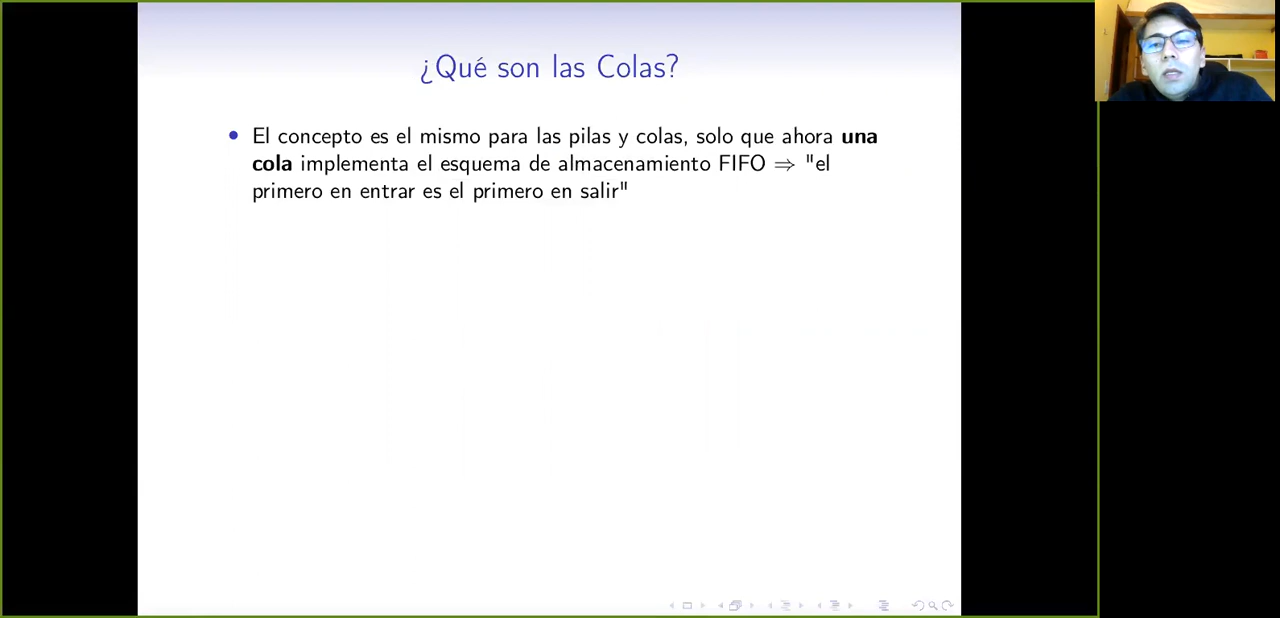 ¿Qué son las Colas?
El concepto es el mismo para las pilas y colas, solo que ahora una
cola implementa el esquema de almacenamiento FIFO ⇒ "el
primero en entrar es el primero en salir"